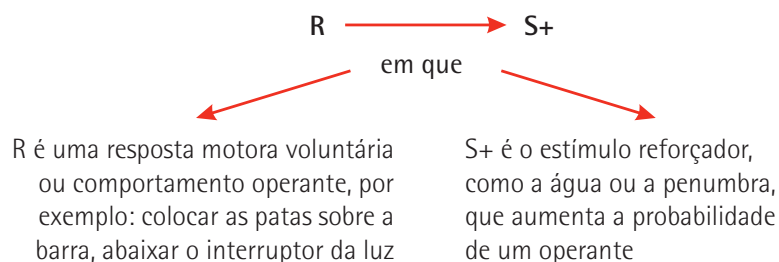 R S+
em que
R é uma resposta motora voluntária
ou comportamento operante, por
exemplo: colocar as patas sobre a
barra, abaixar o interruptor da luz
S+ é o estímulo reforçador,
como a água ou a penumbra,
que aumenta a probabilidade
de um operante